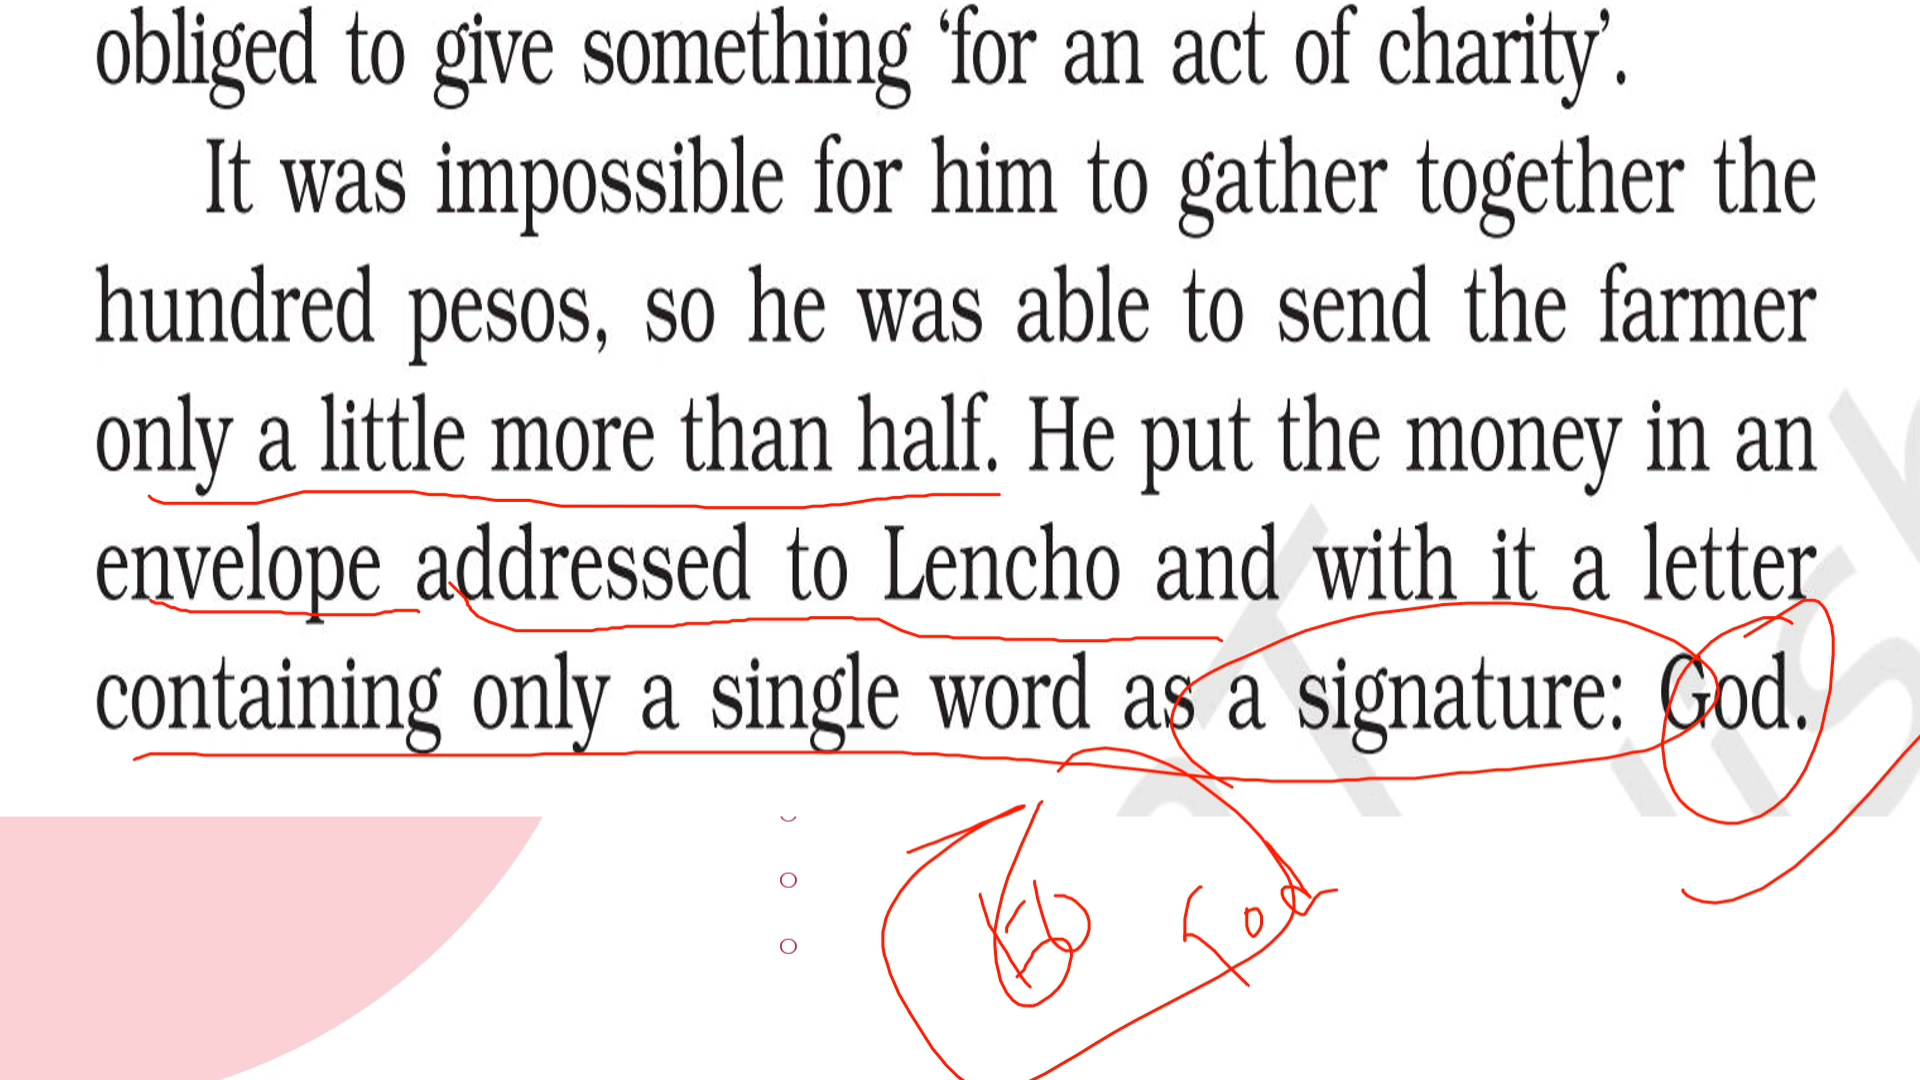 obliged to give something ‘for an act of charity’.
It was impossible for him to gather together the
hundred pesos, so he was able to send the farmer
only a little more than half. He put the money in an
envelope addressed to Lencho and with it a letter
containing only a single word as a signature: God.
God